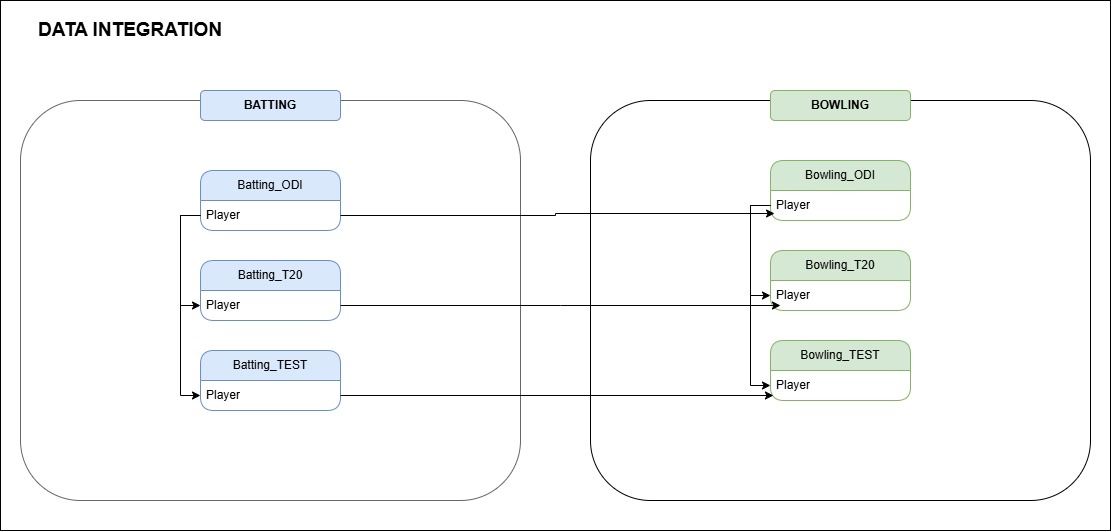 DATA INTEGRATION
BATTING
Batting_ODI
Player
Batting_T20
Player
Batting_TEST
Player
BOWLING
Bowling_ODI
Player
Bowling_T20
Player
Bowling_TEST
Player